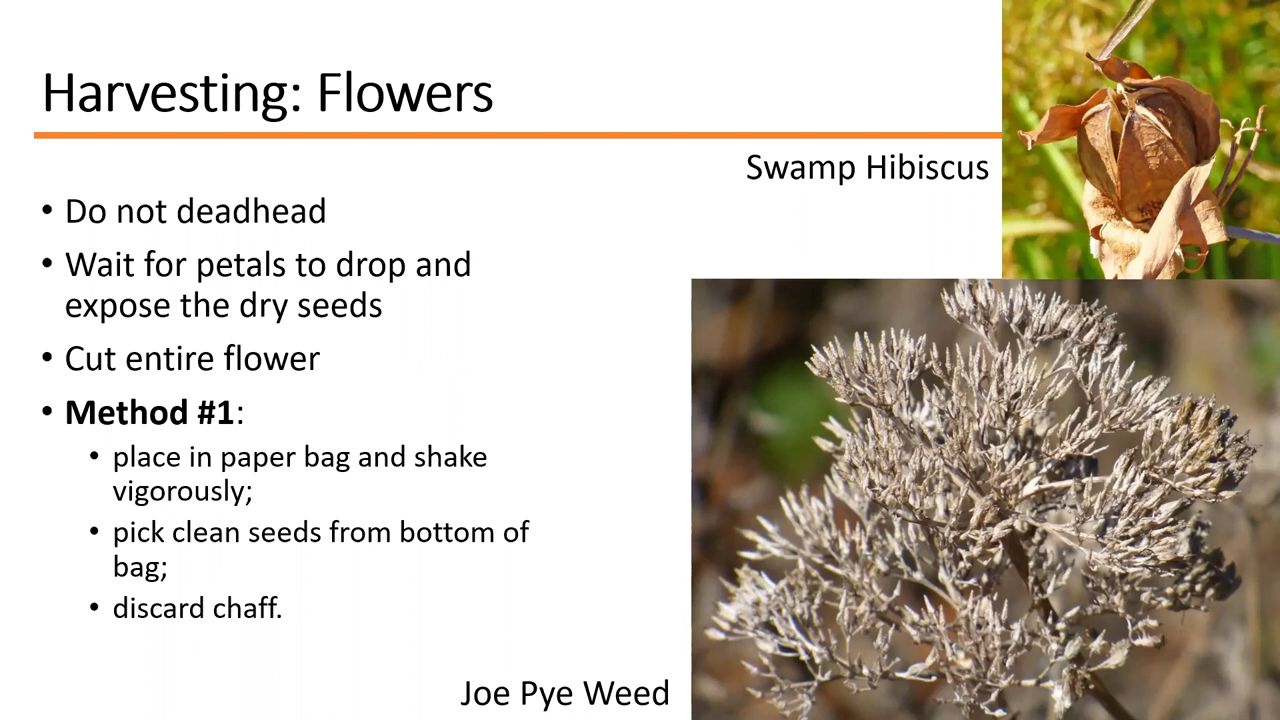 Harvesting: Flowers
Swamp Hibiscus
• Do not deadhead
• Wait for petals to drop and
expose the dry seeds
• Cut entire flower
• Method #1:
• place in paper bag and shake
vigorously;
• pick clean seeds from bottom of
bag;
• discard chaff.
Joe Pye Weed